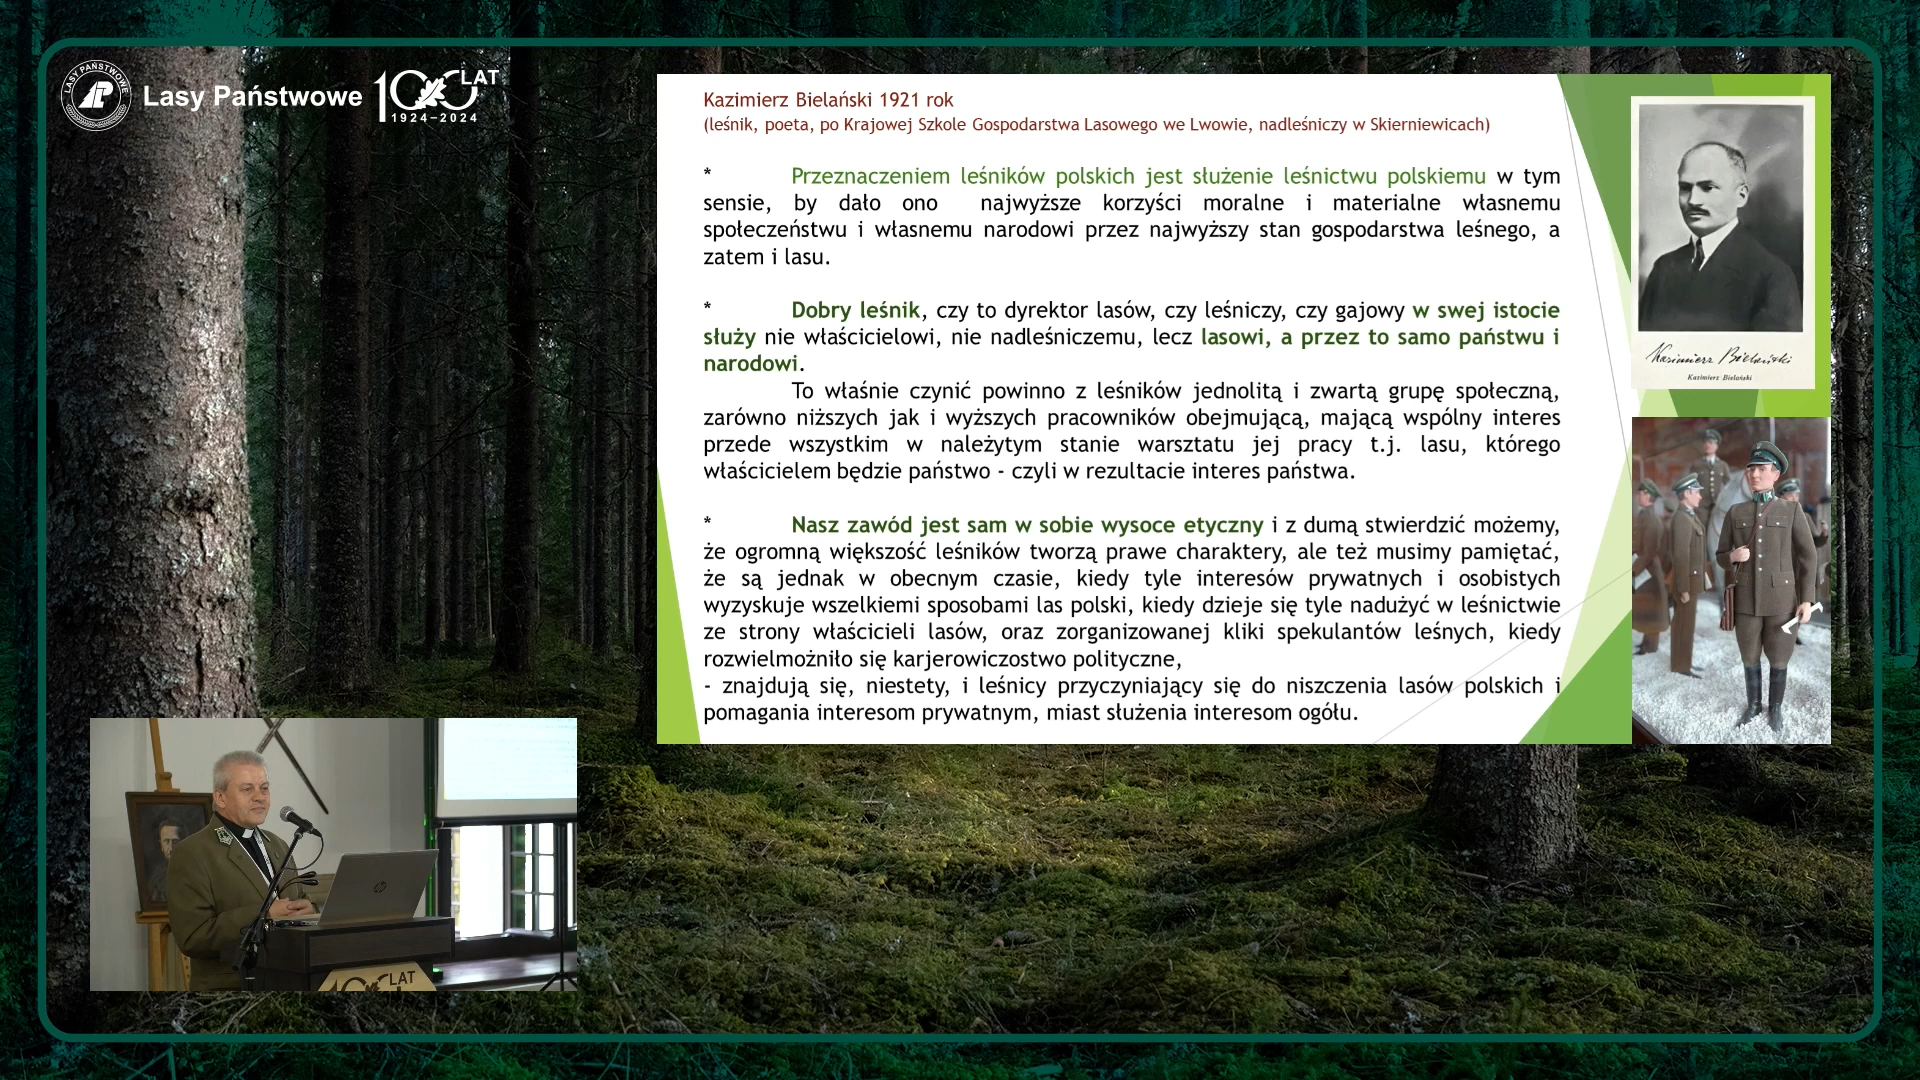 LASY PAŃSTWOWE
Lasy Państwowe
100 LAT
1924–2024
Kazimierz Bielański 1921 rok
(leśnik, poeta, po Krajowej Szkole Gospodarstwa Lasowego we Lwowie, nadleśniczy w Skierniewicach)
* Przeznaczeniem leśników polskich jest służenie leśnictwu polskiemu w tym
sensie, by dało ono najwyższe korzyści moralne i materialne własnemu
społeczeństwu i własnemu narodowi przez najwyższy stan gospodarstwa leśnego, a
zatem i lasu.
* Dobry leśnik, czy to dyrektor lasów, czy leśniczy, czy gajowy w swej istocie
służy nie właścicielowi, nie nadleśniczemu, lecz lasowi, a przez to samo państwu i
narodowi.
To właśnie czynić powinno z leśników jednolitą i zwartą grupę społeczną,
zarówno niższych jak i wyższych pracowników obejmującą, mającą wspólny interes
przede wszystkim w należytym stanie warsztatu jej pracy t.j. lasu, którego
właścicielem będzie państwo - czyli w rezultacie interes państwa.
* Nasz zawód jest sam w sobie wysoce etyczny i z dumą stwierdzić możemy,
że ogromną większość leśników tworzą prawe charaktery, ale też musimy pamiętać,
że są jednak w obecnym czasie, kiedy tyle interesów prywatnych i osobistych
wyzyskuje wszelkiemi sposobami las polski, kiedy dzieje się tyle nadużyć w leśnictwie
ze strony właścicieli lasów, oraz zorganizowanej kliki spekulantów leśnych, kiedy
rozwielmożniło się karjerowiczostwo polityczne,
- znajdują się, niestety, i leśnicy przyczyniający się do niszczenia lasów polskich i
pomagania interesom prywatnym, miast służenia interesom ogółu.
Kazimierz Bielański
Kazimierz Bielański
hp
100 LAT